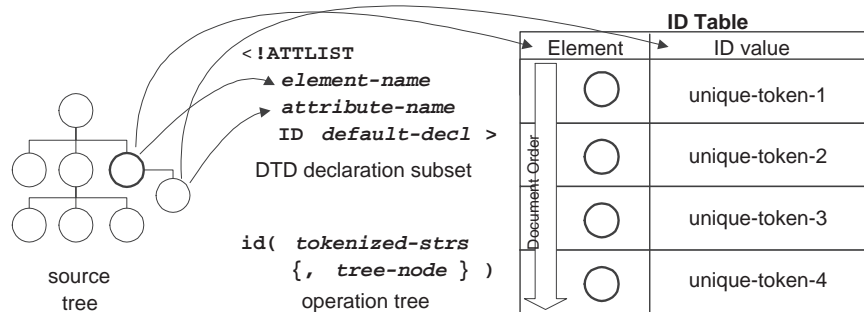 ID Table
Element
ID value
<!ATTLIST
element-name
attribute-name
ID default-decl >
DTD declaration subset
unique-token-1
unique-token-2
unique-token-3
unique-token-4
Document Order
id( tokenized-strs
{, tree-node } )
operation tree
source
tree